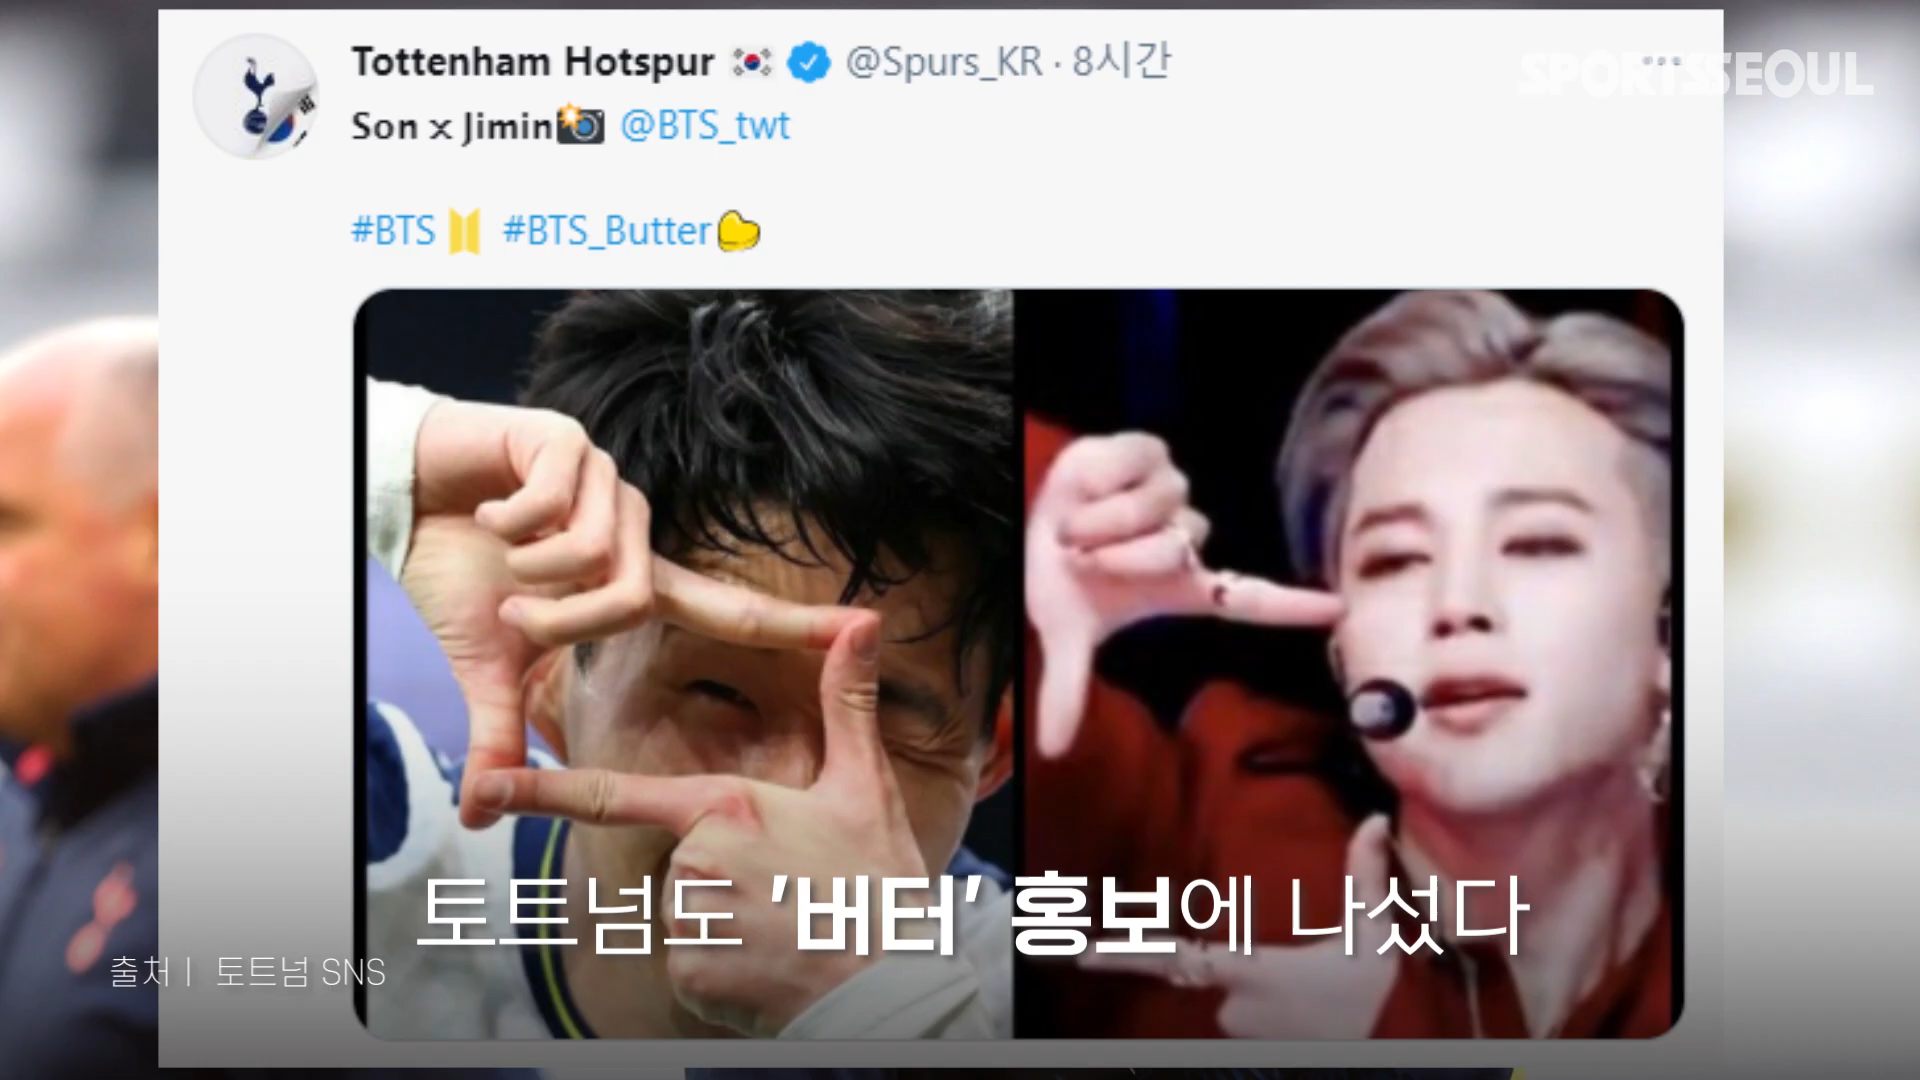 Tottenham Hotspur 🇰🇷 @Spurs_KR · 8시간
SPORTSSEOUL
Son x Jimin📸 @BTS_twt
#BTS #BTS_Butter
토트넘도 '버터' 홍보에 나섰다
출처 | 토트넘 SNS